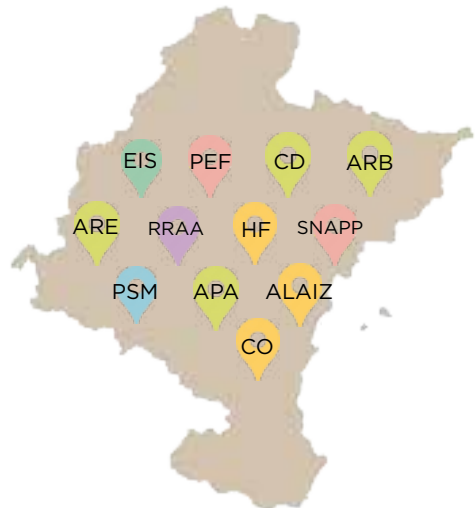 EIS PEF CD ARB
ARE RRAA HF SNAPP
PSM APA ALAIZ
CO